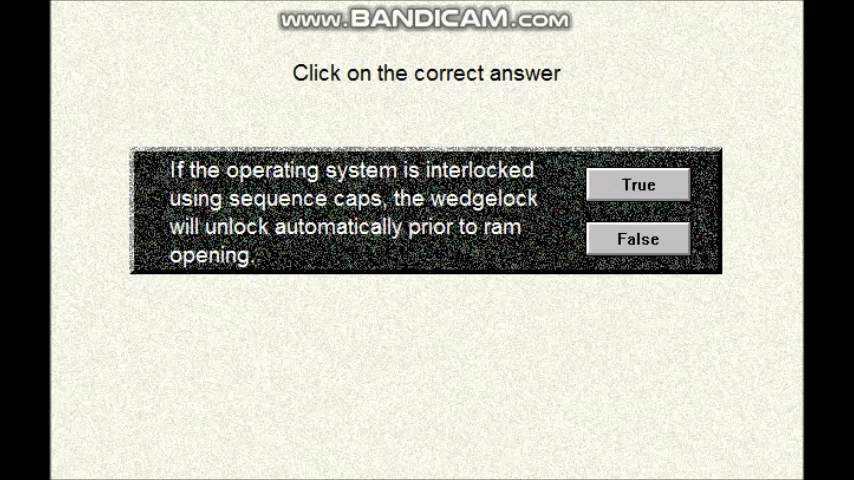 www.BANDICAM.com
Click on the correct answer
If the operating system is interlocked
using sequence caps, the wedgelock
will unlock automatically prior to ram
opening.
True
False